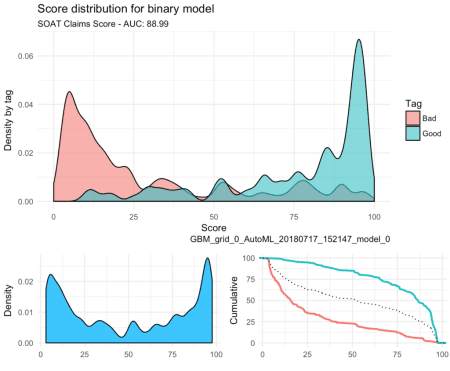 Score distribution for binary model
SOAT Claims Score - AUC: 88.99
Density by tag
0.06
0.04
0.02
0.00
0 25 50 75 100
Score
Tag
Bad
Good
GBM_grid_0_AutoML_20180717_152147_model_0
Density
0.02
0.01
0.00
0 25 50 75 100
Cumulative
100
75
50
25
0
0 25 50 75 100